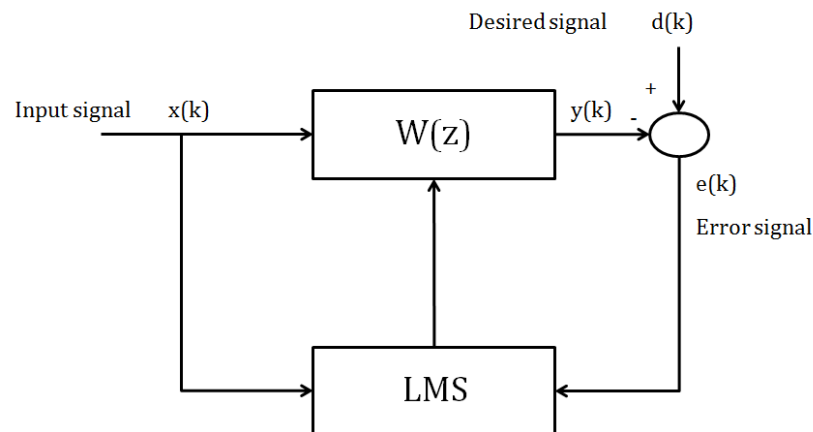 Desired signal d(k)
+
Input signal x(k)
W(z)
y(k) -
e(k)
Error signal
LMS